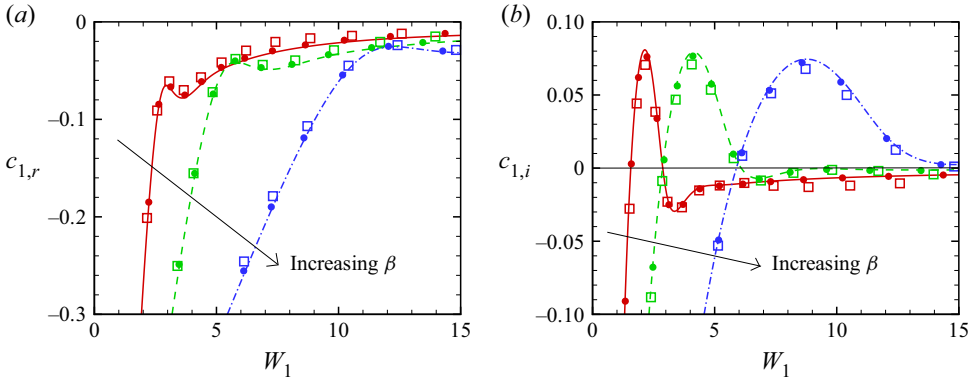 (a)
0
–0.1
c1,r
–0.2
Increasing β
–0.3
0 5 10 15
W1
(b)
0.10
0.05
c1,i 0
–0.05
Increasing β
–0.10
0 5 10 15
W1